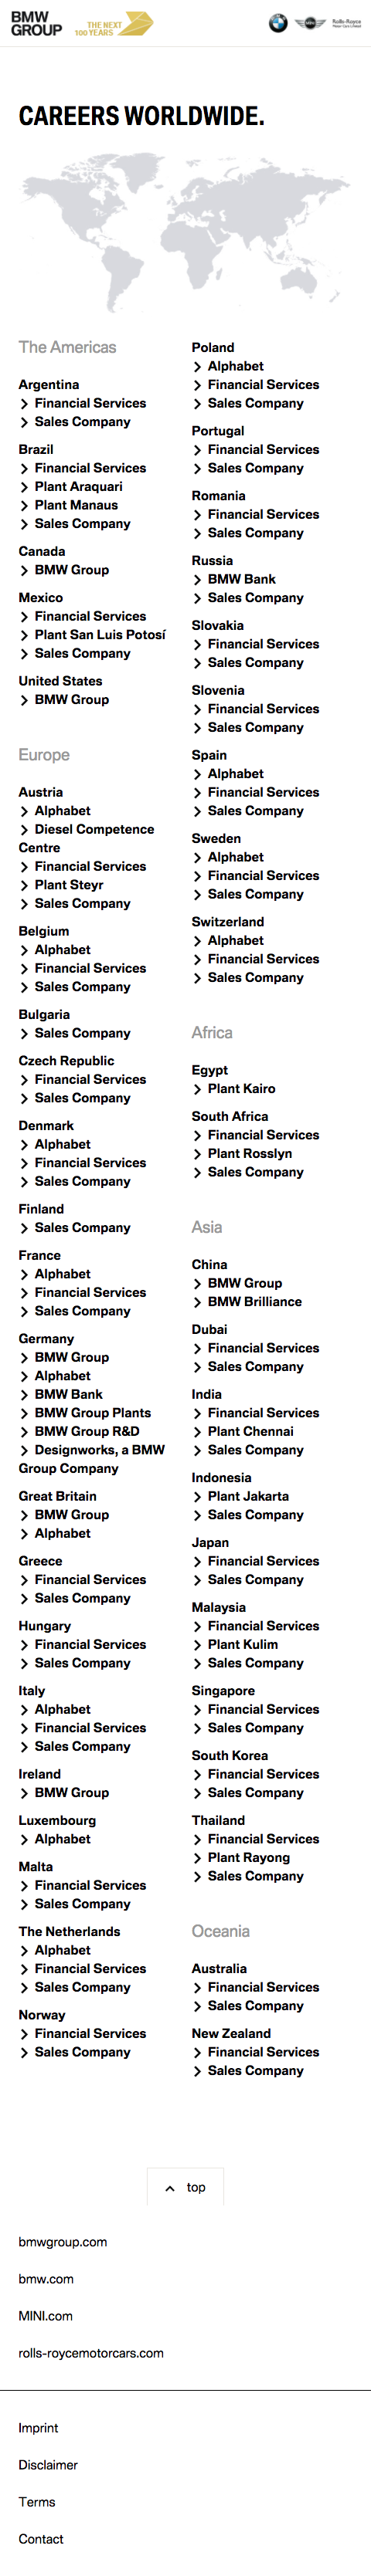 BMW
GROUP
THE NEXT
100 YEARS
Rolls-Royce
CAREERS WORLDWIDE.
The Americas
Argentina
Financial Services
Sales Company
Brazil
Financial Services
Plant Araquari
Plant Manaus
Sales Company
Canada
BMW Group
Mexico
Financial Services
Plant San Luis Potosí
Sales Company
United States
BMW Group
Europe
Austria
Alphabet
Diesel Competence
Centre
Financial Services
Plant Steyr
Sales Company
Belgium
Alphabet
Financial Services
Sales Company
Bulgaria
Sales Company
Czech Republic
Financial Services
Sales Company
Denmark
Alphabet
Financial Services
Sales Company
Finland
Sales Company
France
Alphabet
Financial Services
Sales Company
Germany
BMW Group
Alphabet
BMW Bank
BMW Group Plants
BMW Group R&D
Designworks, a BMW
Group Company
Great Britain
BMW Group
Alphabet
Greece
Financial Services
Sales Company
Hungary
Financial Services
Sales Company
Italy
Alphabet
Financial Services
Sales Company
Ireland
BMW Group
Luxembourg
Alphabet
Malta
Financial Services
Sales Company
The Netherlands
Alphabet
Financial Services
Sales Company
Norway
Financial Services
Sales Company
Poland
Alphabet
Financial Services
Sales Company
Portugal
Financial Services
Sales Company
Romania
Financial Services
Sales Company
Russia
BMW Bank
Sales Company
Slovakia
Financial Services
Sales Company
Slovenia
Financial Services
Sales Company
Spain
Alphabet
Financial Services
Sales Company
Sweden
Alphabet
Financial Services
Sales Company
Switzerland
Alphabet
Financial Services
Sales Company
Africa
Egypt
Plant Kairo
South Africa
Financial Services
Plant Rosslyn
Sales Company
Asia
China
BMW Group
BMW Brilliance
Dubai
Financial Services
Sales Company
India
Financial Services
Plant Chennai
Sales Company
Indonesia
Plant Jakarta
Sales Company
Japan
Financial Services
Sales Company
Malaysia
Financial Services
Plant Kulim
Sales Company
Singapore
Financial Services
Sales Company
South Korea
Financial Services
Sales Company
Thailand
Financial Services
Plant Rayong
Sales Company
Oceania
Australia
Financial Services
Sales Company
New Zealand
Financial Services
Sales Company
top
bmwgroup.com
bmw.com
MINI.com
rolls-roycemotorcars.com
Imprint
Disclaimer
Terms
Contact